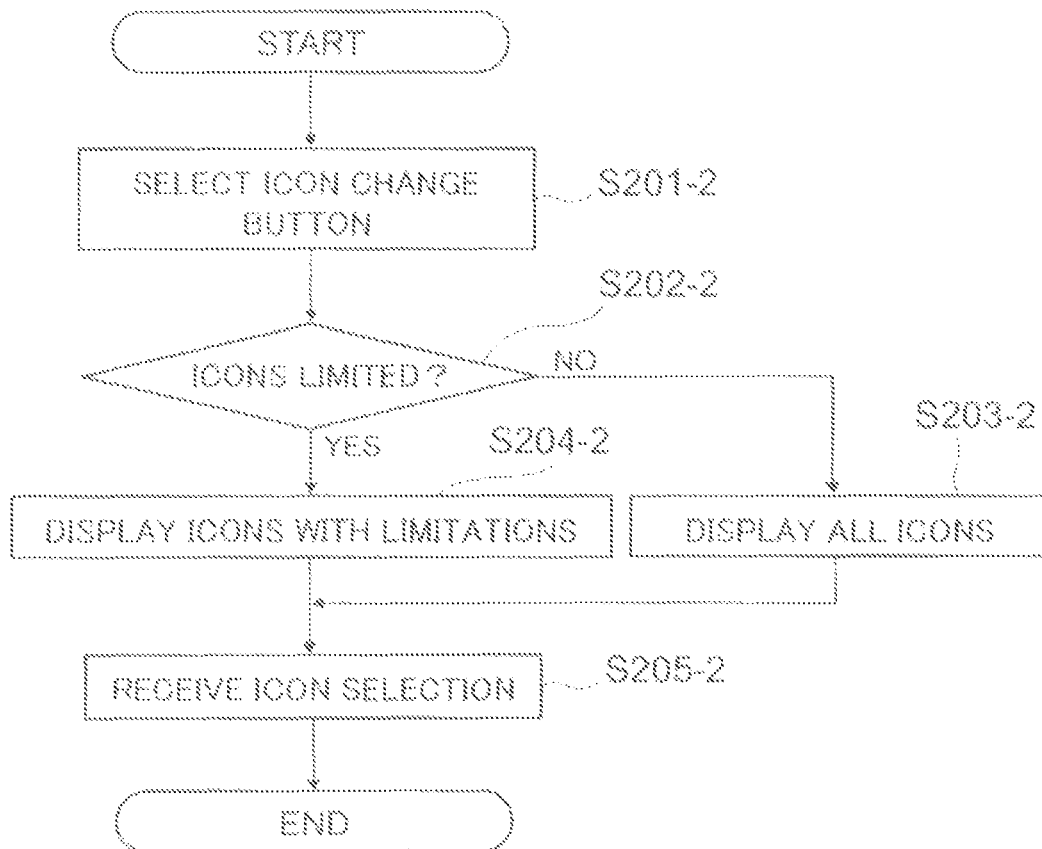 START
SELECT ICON CHANGE
BUTTON
S201-2
S202-2
ICONS LIMITED?
NO
YES
S204-2
S203-2
DISPLAY ICONS WITH LIMITATIONS
DISPLAY ALL ICONS
RECEIVE ICON SELECTION
S205-2
END